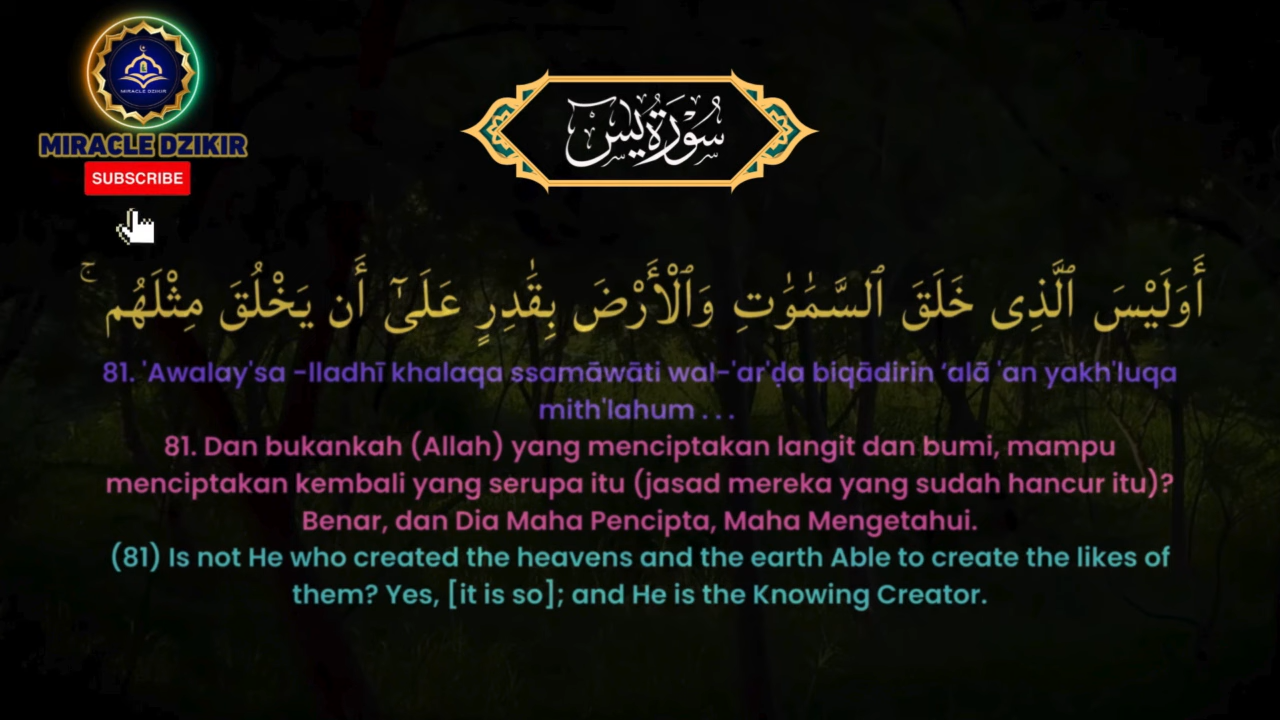 MIRACLE DZIKIR
MIRACLE DZIKIR
SUBSCRIBE
سُوْرَةُ يٰسٓ
أَوَلَيْسَ ٱلَّذِى خَلَقَ ٱلسَّمَٰوَٰتِ وَٱلْأَرْضَ بِقَٰدِرٍ عَلَىٰٓ أَن يَخْلُقَ مِثْلَهُم ۚ
81. 'Awalay'sa -lladhī khalaqa ssamāwāti wal-'ar'ḍa biqādirin ‘alā 'an yakh'luqa
mith'lahum . . .
81. Dan bukankah (Allah) yang menciptakan langit dan bumi, mampu
menciptakan kembali yang serupa itu (jasad mereka yang sudah hancur itu)?
Benar, dan Dia Maha Pencipta, Maha Mengetahui.
(81) Is not He who created the heavens and the earth Able to create the likes of
them? Yes, [it is so]; and He is the Knowing Creator.